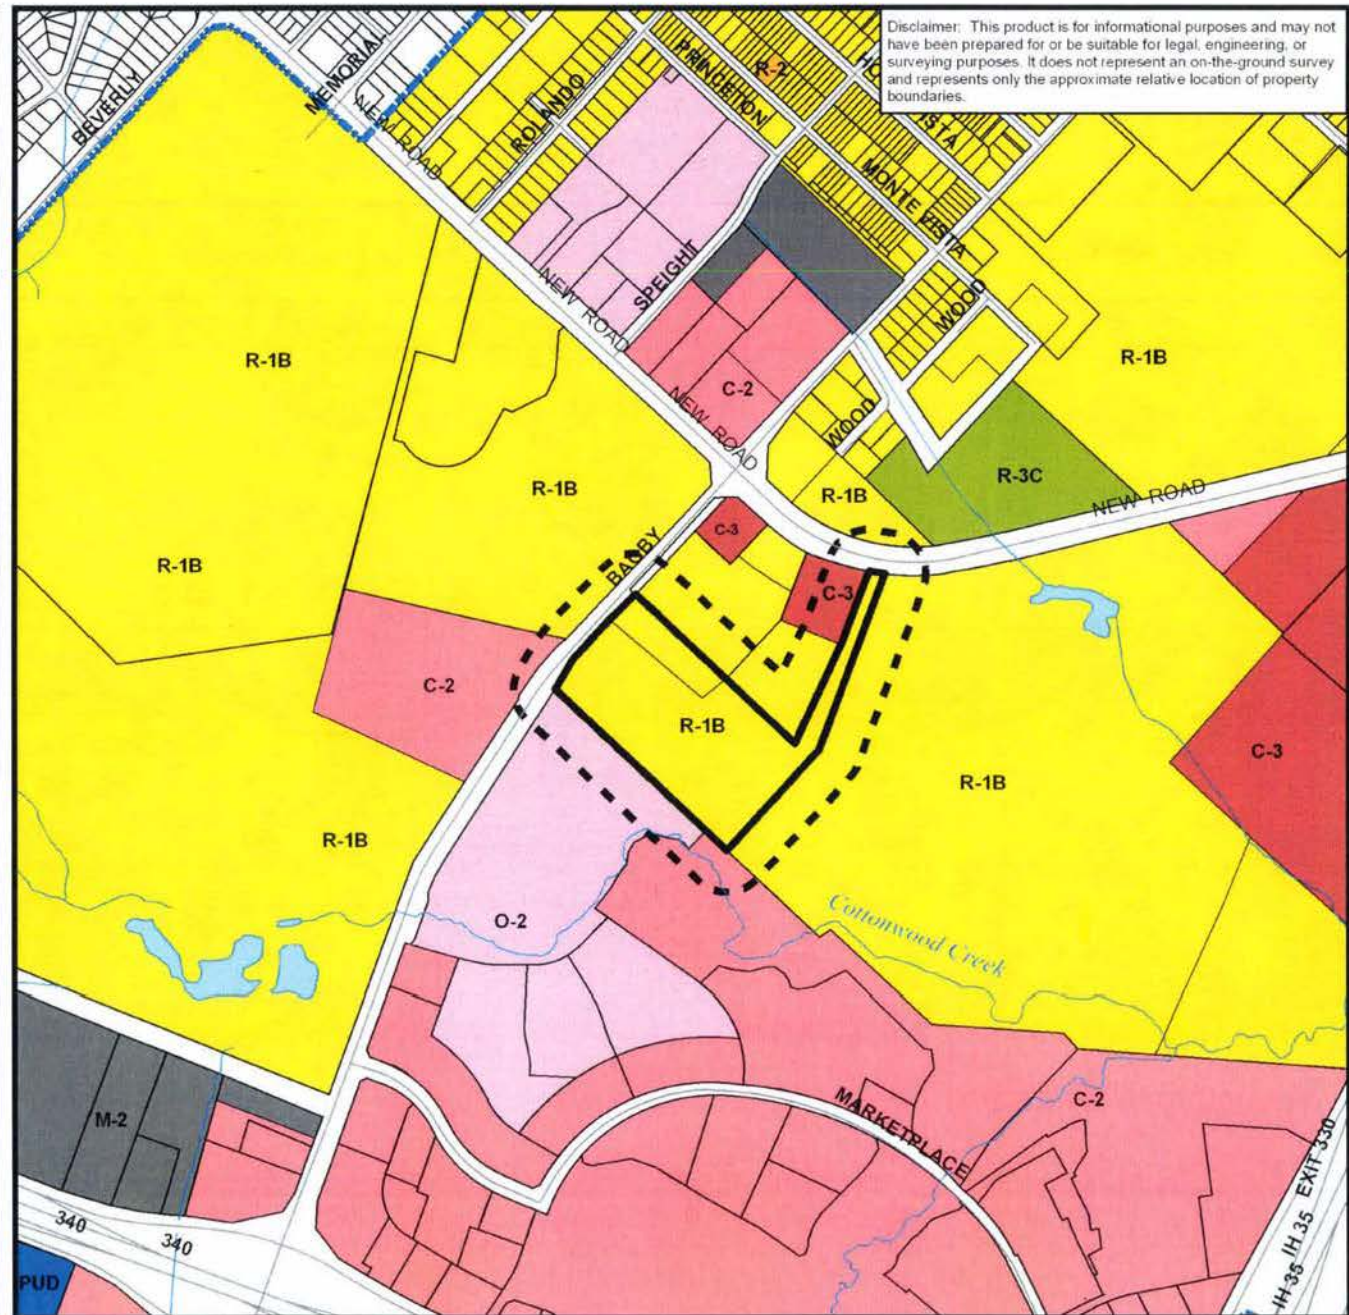 Disclaimer: This product is for informational purposes and may not
have been prepared for or be suitable for legal, engineering, or
surveying purposes. It does not represent an on-the-ground survey
and represents only the approximate relative location of property
boundaries.
BEVERLY
MEMORIAL
NEW ROAD
ROLANDO
PRINCETON
R-2
MONTE VISTA
NEW ROAD
SPEIGHT
WOOD
R-1B
R-1B
C-2
NEW ROAD
WOOD
R-1B
R-1B
R-3C
NEW ROAD
C-3
BAGBY
R-1B
C-3
C-2
R-1B
R-1B
C-3
R-1B
O-2
Cottonwood Creek
M-2
MARKETPLACE
C-2
340
340
IH 35
IH 35
EXIT 330
PUD